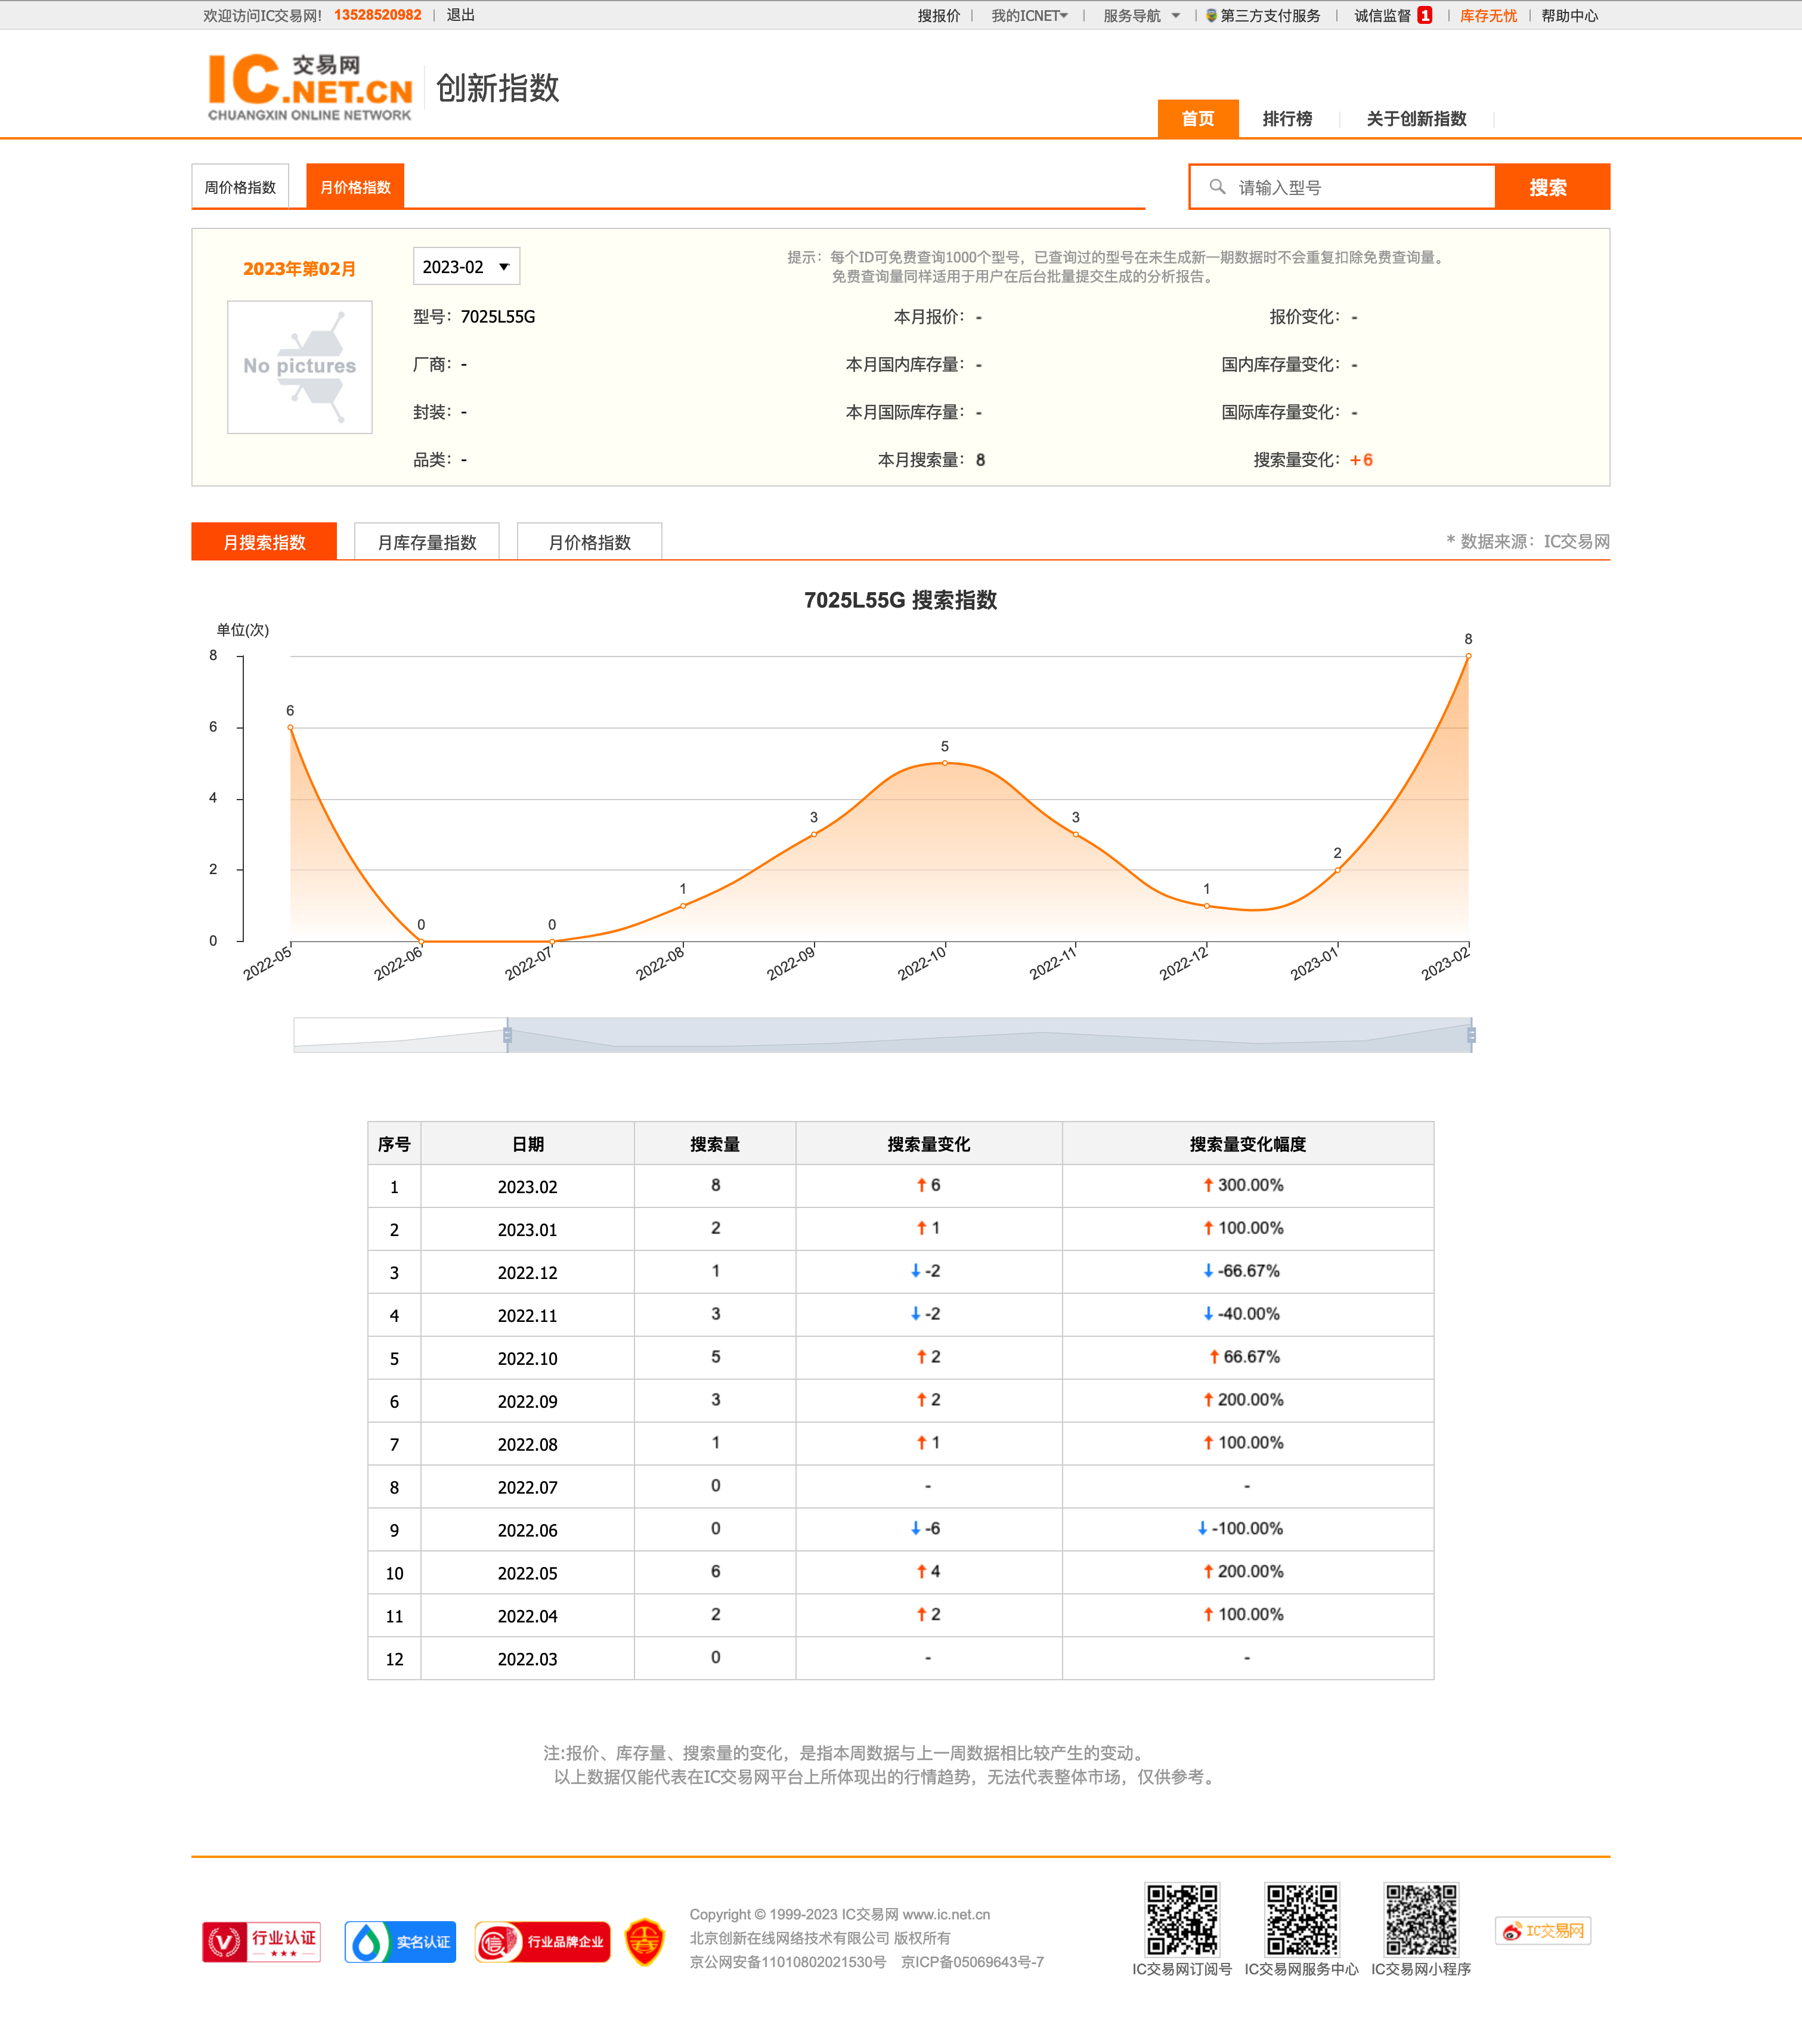 欢迎访问IC交易网! 13528520982 | 退出
搜报价 | 我的ICNET | 服务导航 | 第三方支付服务 | 诚信监督 1 | 库存无忧 | 帮助中心
IC交易网.NET.CN
CHUANGXIN ONLINE NETWORK
创新指数
首页 排行榜 关于创新指数
周价格指数 月价格指数
请输入型号 搜索
2023年第02月 2023-02
提示：每个ID可免费查询1000个型号，已查询过的型号在未生成新一期数据时不会重复扣除免费查询量。
免费查询量同样适用于用户在后台批量提交生成的分析报告。
No pictures
型号：7025L55G 本月报价：- 报价变化：-
厂商：- 本月国内库存量：- 国内库存量变化：-
封装：- 本月国际库存量：- 国际库存量变化：-
品类：- 本月搜索量：8 搜索量变化：+6
月搜索指数 月库存量指数 月价格指数
* 数据来源：IC交易网
7025L55G 搜索指数
单位(次)
8
6
4
2
0
6 0 0 1 3 5 3 1 2 8
2022-05 2022-06 2022-07 2022-08 2022-09 2022-10 2022-11 2022-12 2023-01 2023-02
序号 日期 搜索量 搜索量变化 搜索量变化幅度
1 2023.02 8 ↑6 ↑300.00%
2 2023.01 2 ↑1 ↑100.00%
3 2022.12 1 ↓-2 ↓-66.67%
4 2022.11 3 ↓-2 ↓-40.00%
5 2022.10 5 ↑2 ↑66.67%
6 2022.09 3 ↑2 ↑200.00%
7 2022.08 1 ↑1 ↑100.00%
8 2022.07 0 - -
9 2022.06 0 ↓-6 ↓-100.00%
10 2022.05 6 ↑4 ↑200.00%
11 2022.04 2 ↑2 ↑100.00%
12 2022.03 0 - -
注:报价、库存量、搜索量的变化，是指本周数据与上一周数据相比较产生的变动。
以上数据仅能代表在IC交易网平台上所体现出的行情趋势，无法代表整体市场，仅供参考。
行业认证
实名认证
信 行业品牌企业
Copyright © 1999-2023 IC交易网 www.ic.net.cn
北京创新在线网络技术有限公司 版权所有
京公网安备11010802021530号 京ICP备05069643号-7
IC交易网订阅号 IC交易网服务中心 IC交易网小程序
IC交易网